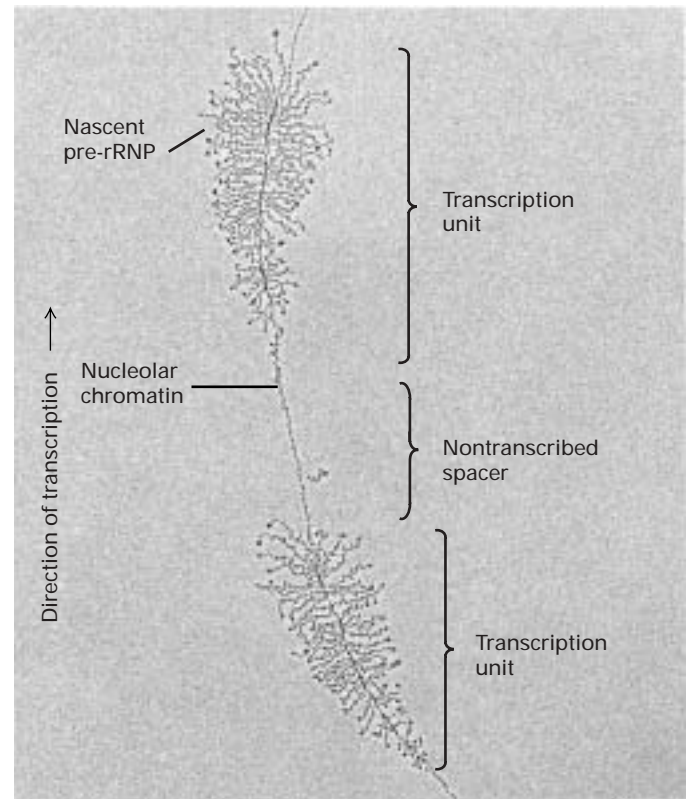 Nascent
pre-rRNP
Transcription
unit
Direction of transcription →
Nucleolar
chromatin
Nontranscribed
spacer
Transcription
unit